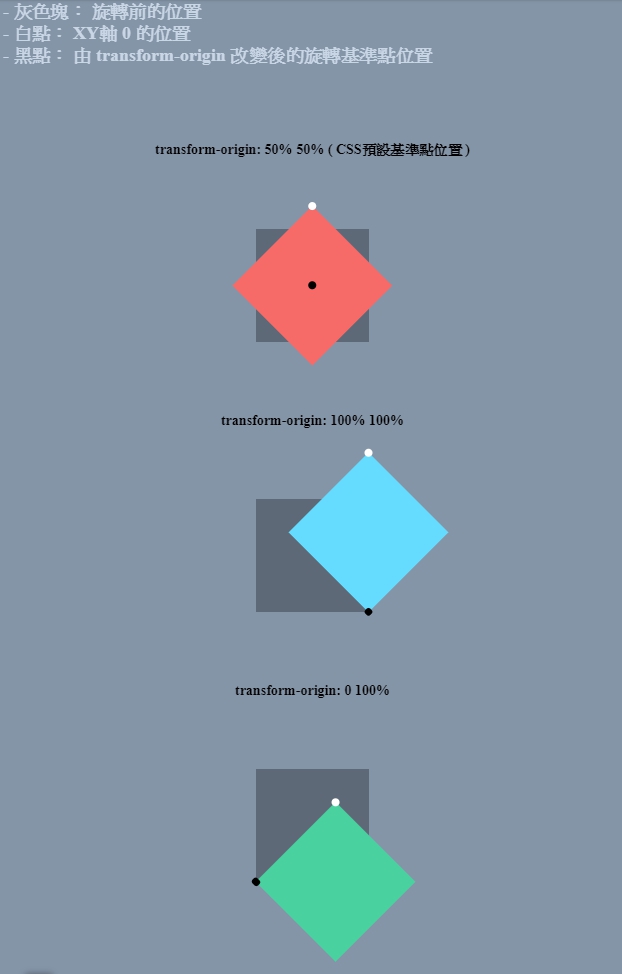 - 灰色塊： 旋轉前的位置
- 白點： XY軸 0 的位置
- 黑點： 由 transform-origin 改變後的旋轉基準點位置
transform-origin: 50% 50% ( CSS預設基準點位置 )
transform-origin: 100% 100%
transform-origin: 0 100%